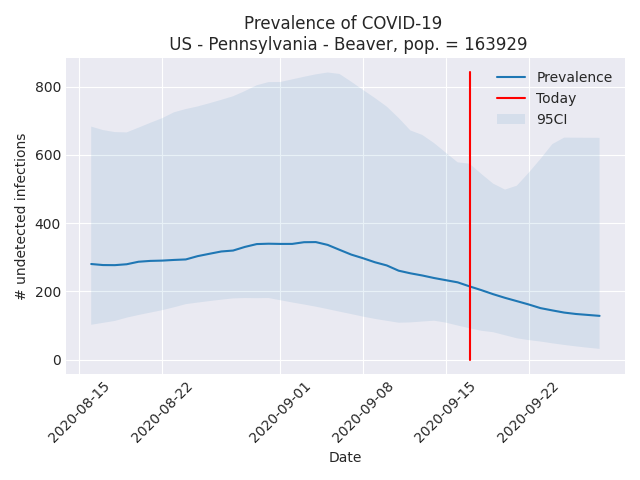 Prevalence of COVID-19
US - Pennsylvania - Beaver, pop. = 163929
Prevalence
Today
95CI
# undetected infections
800
600
400
200
0
2020-08-15
2020-08-22
2020-09-01
2020-09-08
2020-09-15
2020-09-22
Date